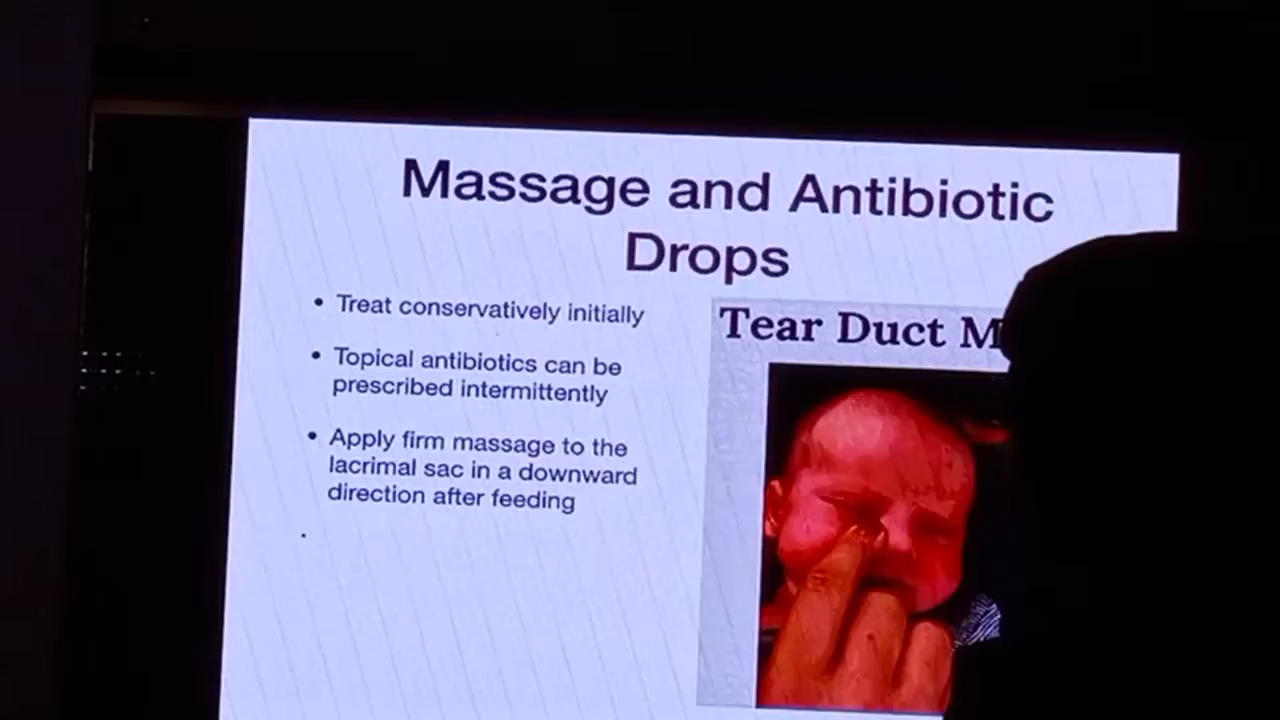 Massage and Antibiotic
Drops
• Treat conservatively initially
• Topical antibiotics can be
prescribed intermittently
• Apply firm massage to the
lacrimal sac in a downward
direction after feeding
Tear Duct